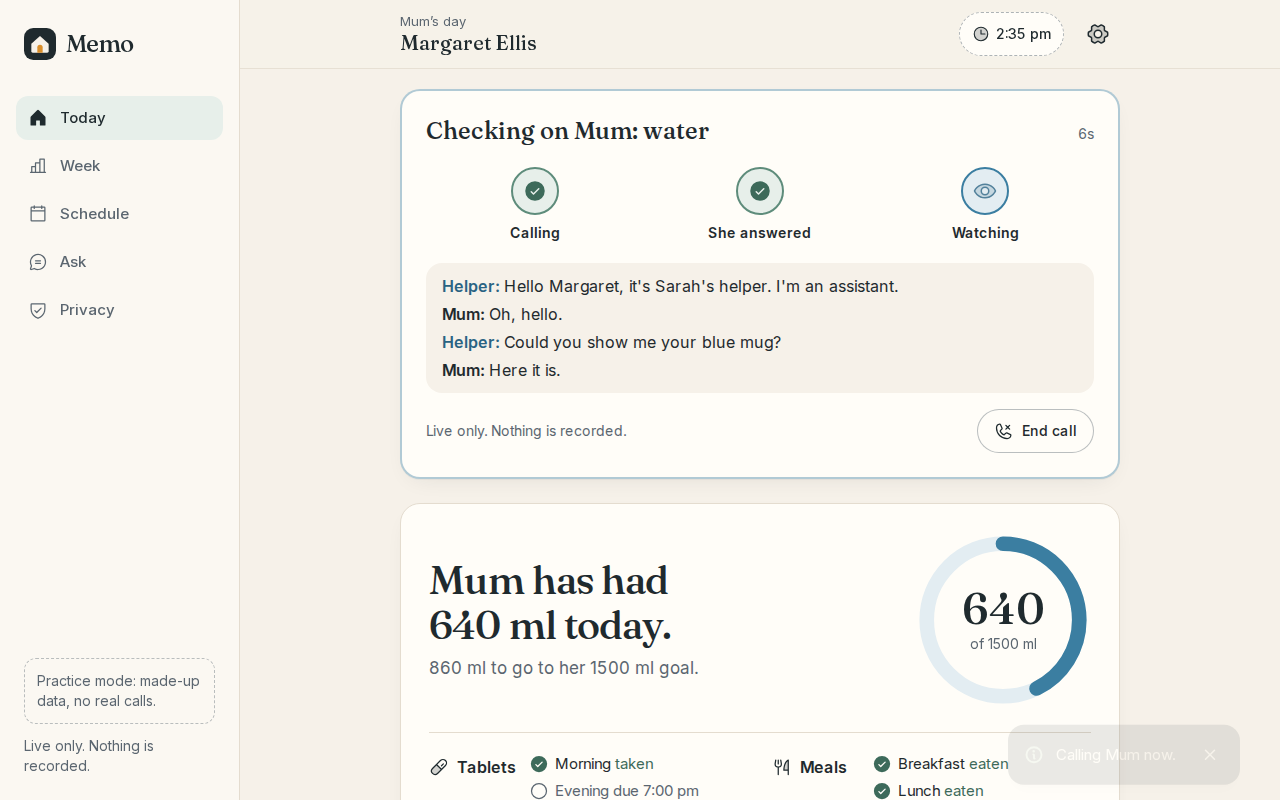 Memo
Today
Week
Schedule
Ask
Privacy
Practice mode: made-up
data, no real calls.
Live only. Nothing is
recorded.
Mum's day
Margaret Ellis
2:35 pm
Checking on Mum: water
6s
Calling
She answered
Watching
Helper: Hello Margaret, it's Sarah's helper. I'm an assistant.
Mum: Oh, hello.
Helper: Could you show me your blue mug?
Mum: Here it is.
Live only. Nothing is recorded.
End call
Mum has had
640 ml today.
860 ml to go to her 1500 ml goal.
640
of 1500 ml
Tablets
Morning taken
Evening due 7:00 pm
Meals
Breakfast eaten
Lunch eaten
Calling Mum now.